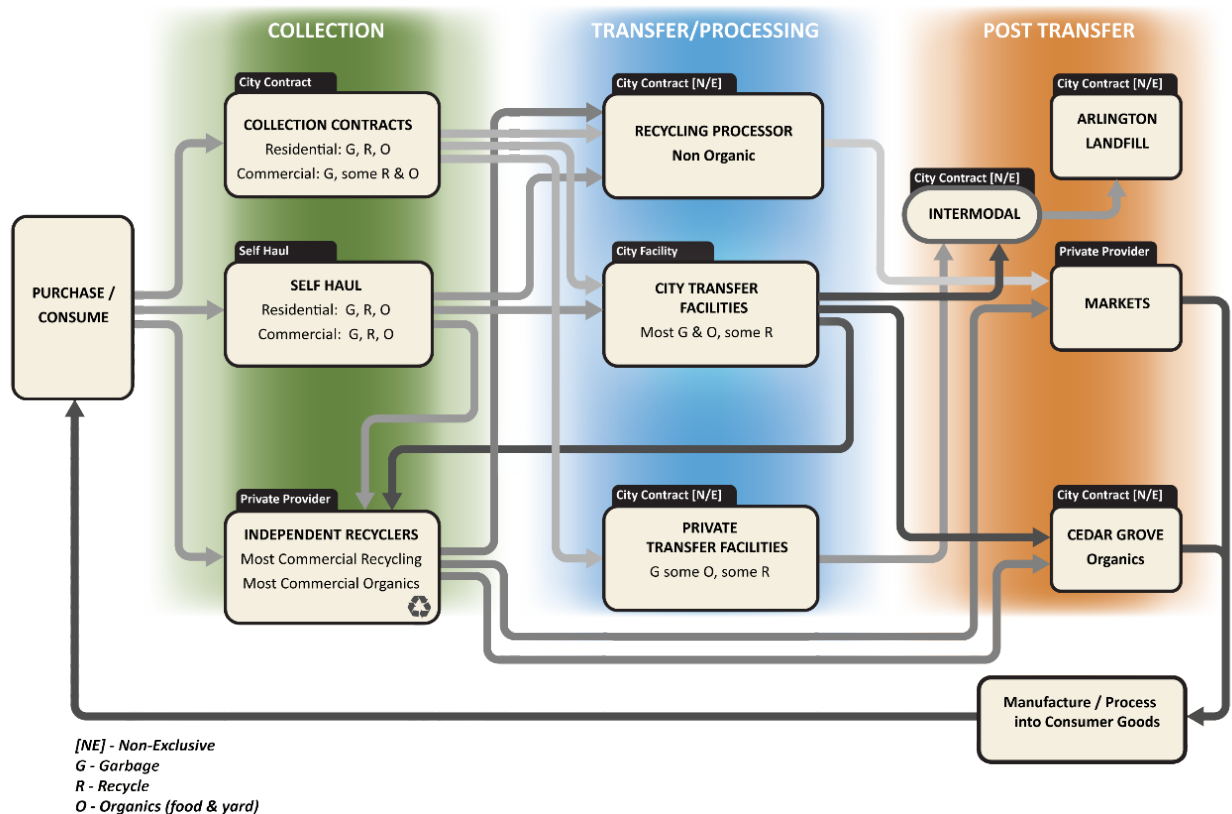 COLLECTION
TRANSFER/PROCESSING
POST TRANSFER
City Contract
COLLECTION CONTRACTS
Residential: G, R, O
Commercial: G, some R & O
City Contract [N/E]
RECYCLING PROCESSOR
Non Organic
City Contract [N/E]
ARLINGTON
LANDFILL
City Contract [N/E]
INTERMODAL
PURCHASE /
CONSUME
Self Haul
SELF HAUL
Residential: G, R, O
Commercial: G, R, O
City Facility
CITY TRANSFER
FACILITIES
Most G & O, some R
Private Provider
MARKETS
Private Provider
INDEPENDENT RECYCLERS
Most Commercial Recycling
Most Commercial Organics
City Contract [N/E]
PRIVATE
TRANSFER FACILITIES
G some O, some R
City Contract [N/E]
CEDAR GROVE
Organics
Manufacture / Process
into Consumer Goods
[NE] - Non-Exclusive
G - Garbage
R - Recycle
O - Organics (food & yard)